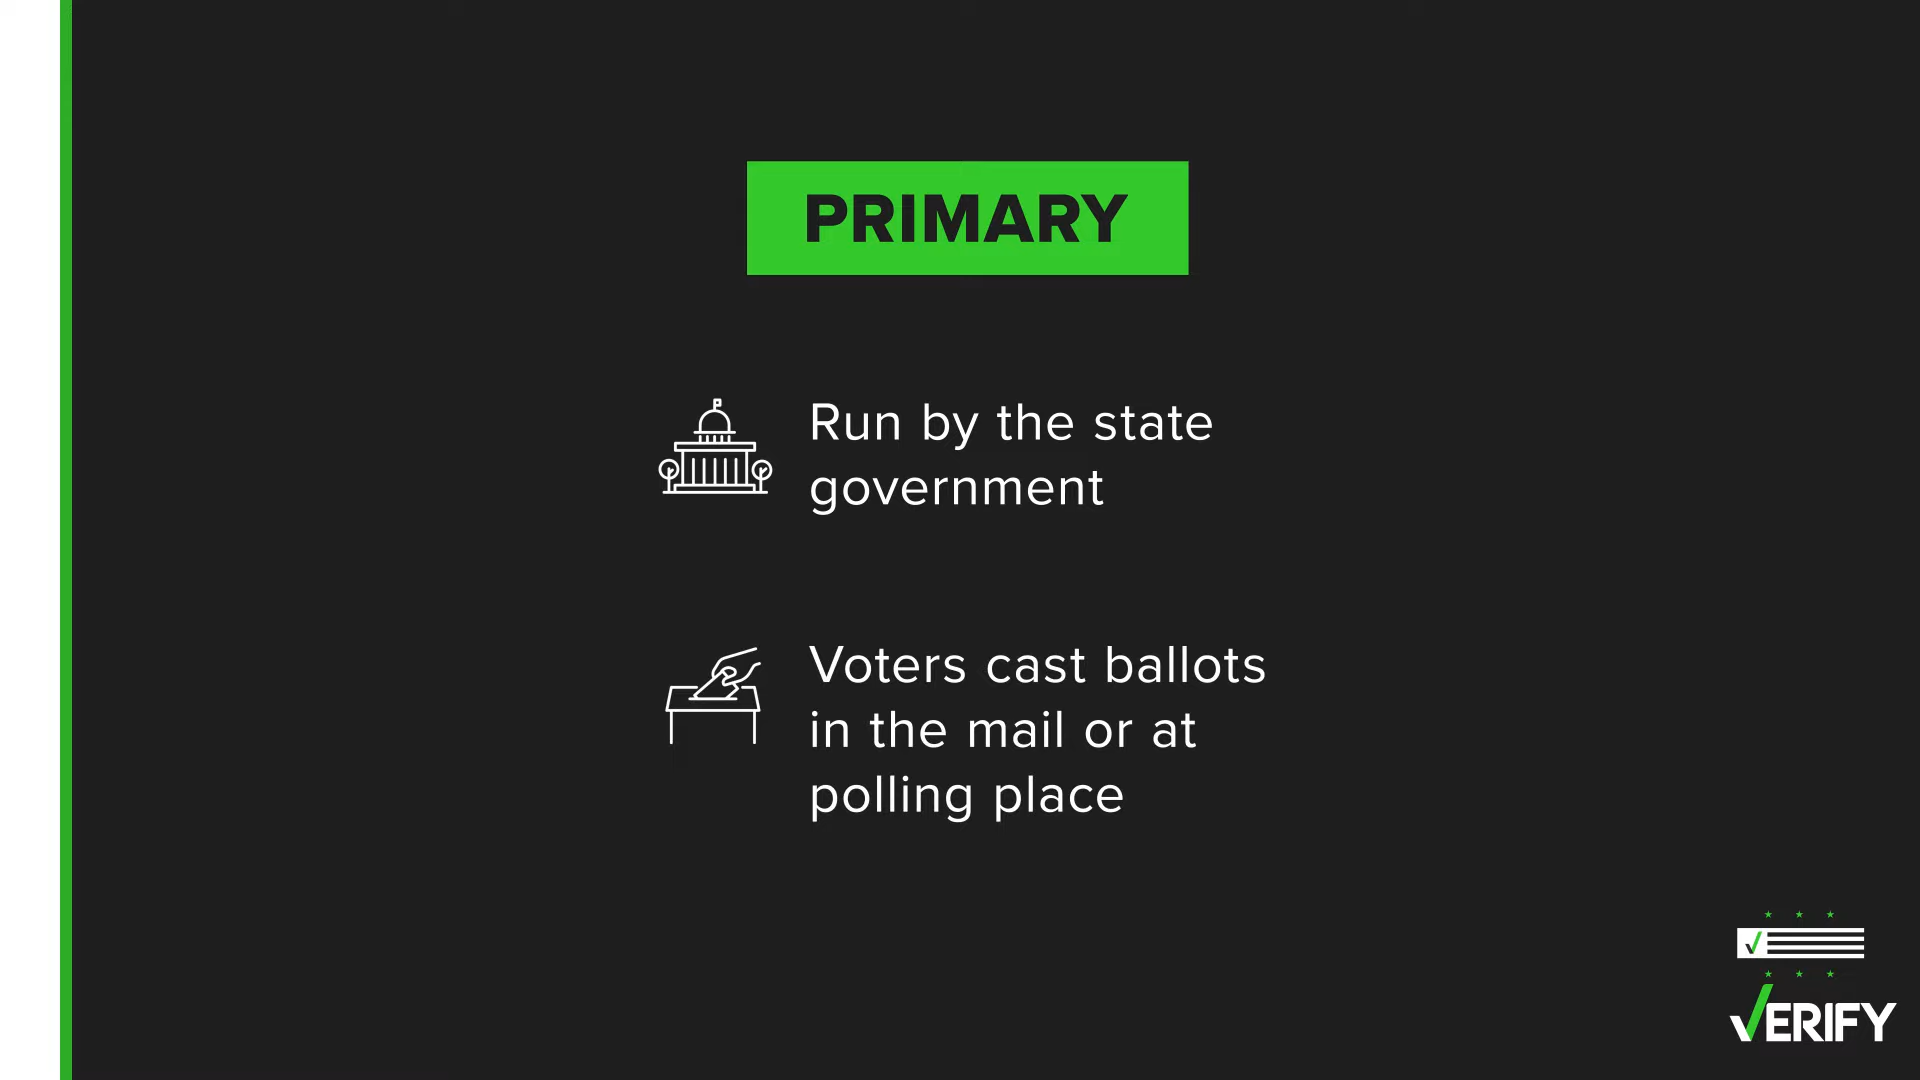 PRIMARY
Run by the state
government
Voters cast ballots
in the mail or at
polling place
VERIFY